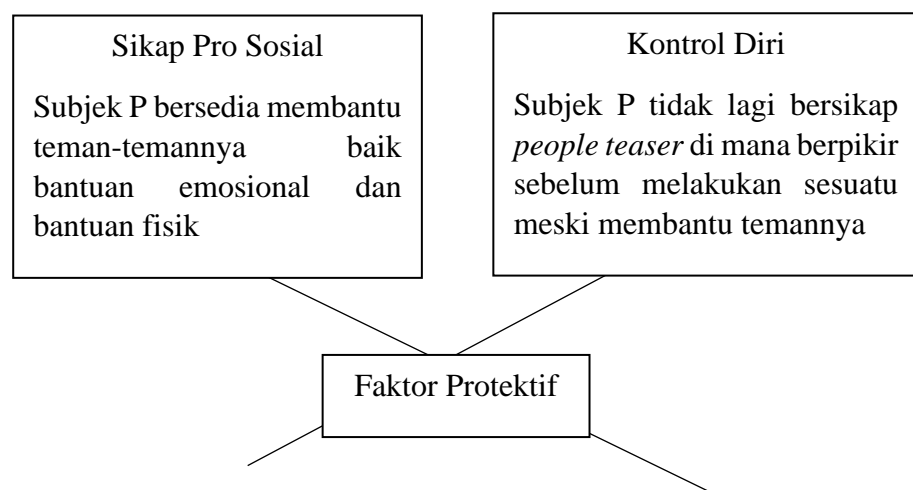 Sikap Pro Sosial
Subjek P bersedia membantu
teman-temannya baik
bantuan emosional dan
bantuan fisik
Kontrol Diri
Subjek P tidak lagi bersikap
people teaser di mana berpikir
sebelum melakukan sesuatu
meski membantu temannya
Faktor Protektif